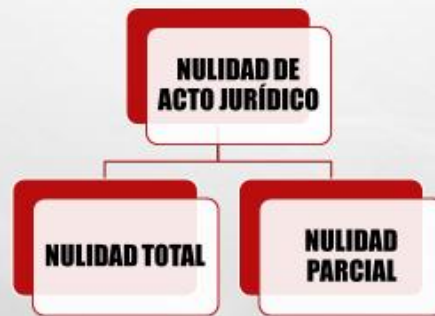 NULIDAD DE
ACTO JURÍDICO
NULIDAD TOTAL
NULIDAD
PARCIAL